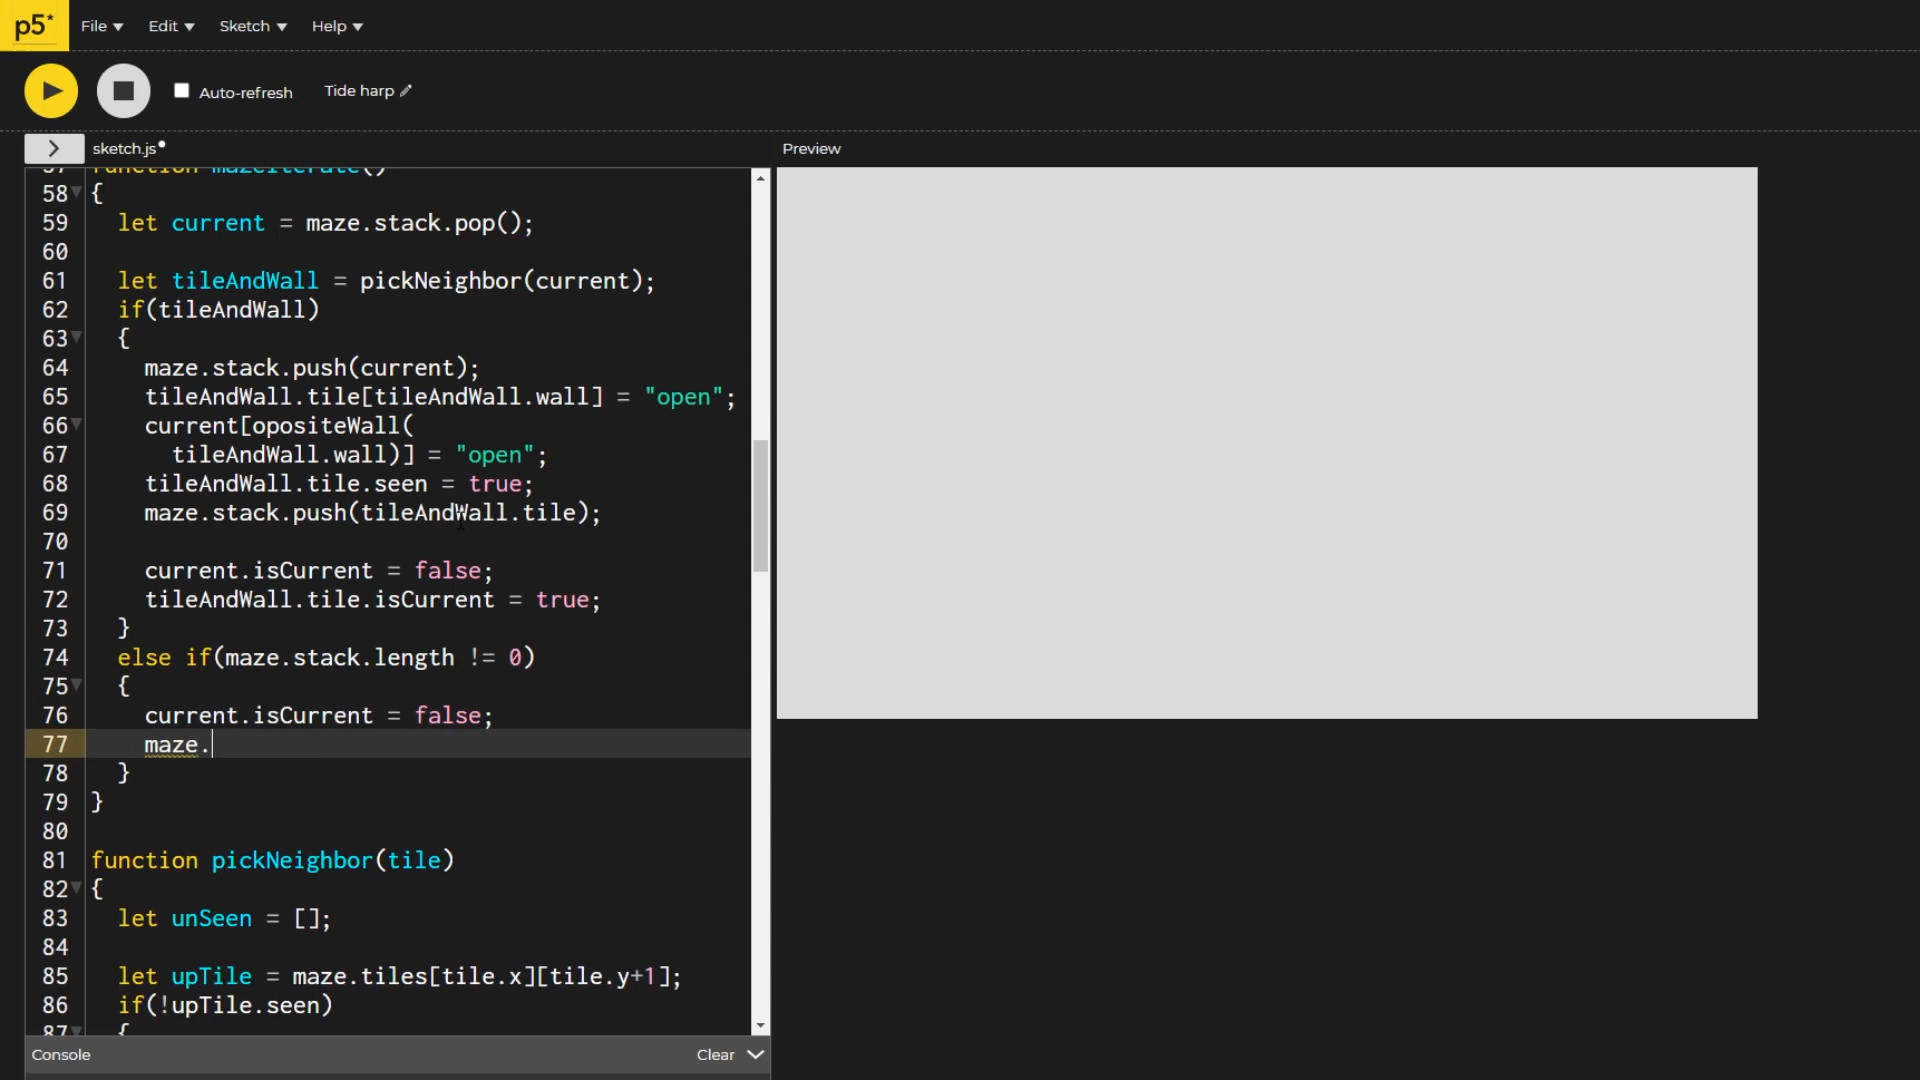 p5* File Edit Sketch Help
Auto-refresh Tide harp
sketch.js
Preview
57 function mazeIterate()
58 {
59 let current = maze.stack.pop();
60
61 let tileAndWall = pickNeighbor(current);
62 if(tileAndWall)
63 {
64 maze.stack.push(current);
65 tileAndWall.tile[tileAndWall.wall] = "open";
66 current[opositeWall(
67 tileAndWall.wall)] = "open";
68 tileAndWall.tile.seen = true;
69 maze.stack.push(tileAndWall.tile);
70
71 current.isCurrent = false;
72 tileAndWall.tile.isCurrent = true;
73 }
74 else if(maze.stack.length != 0)
75 {
76 current.isCurrent = false;
77 maze.
78 }
79 }
80
81 function pickNeighbor(tile)
82 {
83 let unSeen = [];
84
85 let upTile = maze.tiles[tile.x][tile.y+1];
86 if(!upTile.seen)
87 {
Console Clear